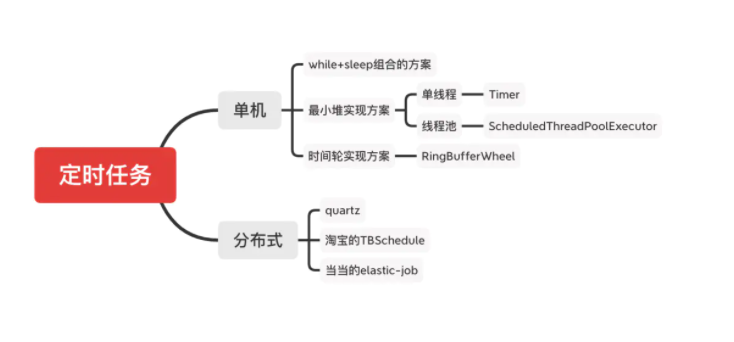 定时任务
单机
while+sleep组合的方案
最小堆实现方案
单线程
Timer
线程池
ScheduledThreadPoolExecutor
时间轮实现方案
RingBufferWheel
分布式
quartz
淘宝的TBSchedule
当当的elastic-job